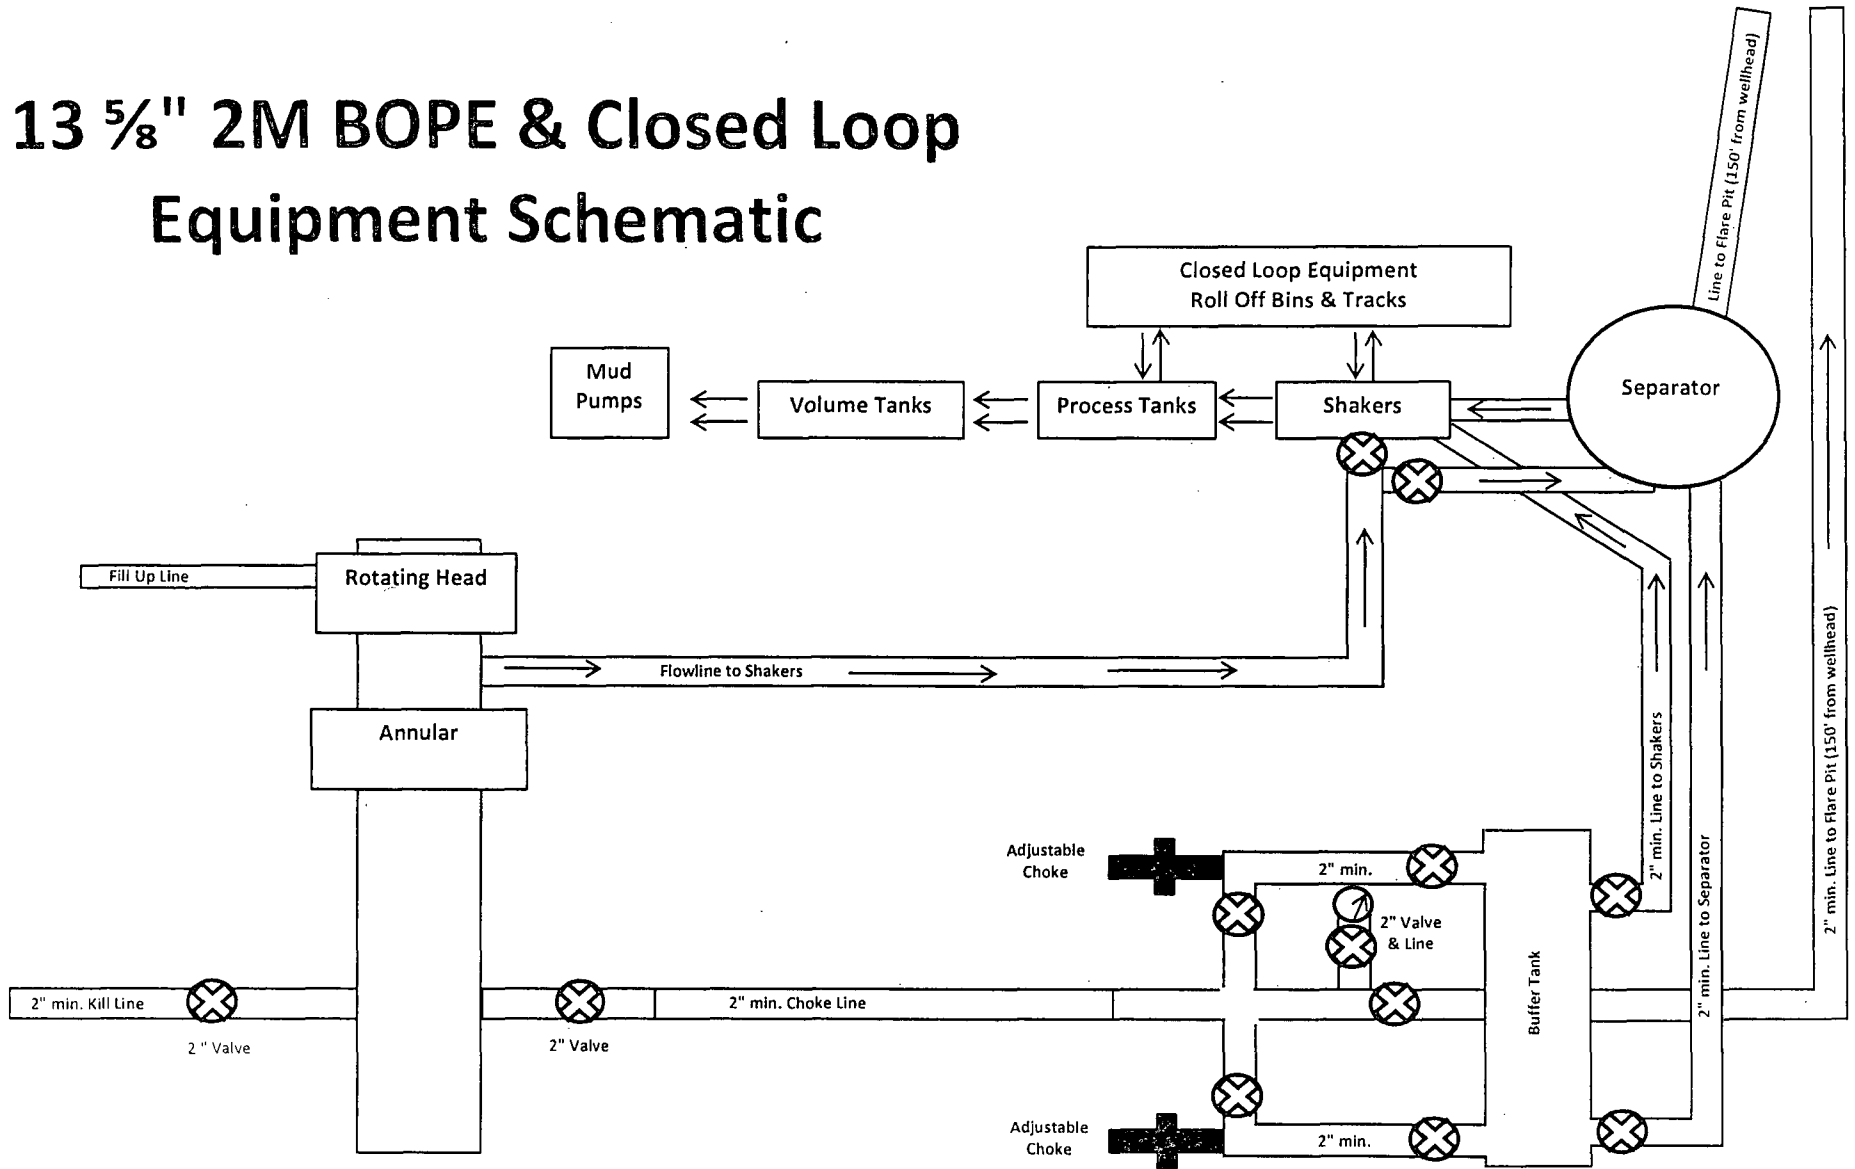 13 ⅝" 2M BOPE & Closed Loop
Equipment Schematic
Line to Flare Pit (150' from wellhead)
Closed Loop Equipment
Roll Off Bins & Tracks
Mud
Pumps
Volume Tanks
Process Tanks
Shakers
Separator
Fill Up Line
Rotating Head
Flowline to Shakers
Annular
2" min. Line to Shakers
2" min. Line to Separator
2" min. Line to Flare Pit (150' from wellhead)
Adjustable
Choke
2" min.
2" Valve
& Line
Buffer Tank
2" min. Kill Line
2" min. Choke Line
2 " Valve
2" Valve
Adjustable
Choke
2" min.